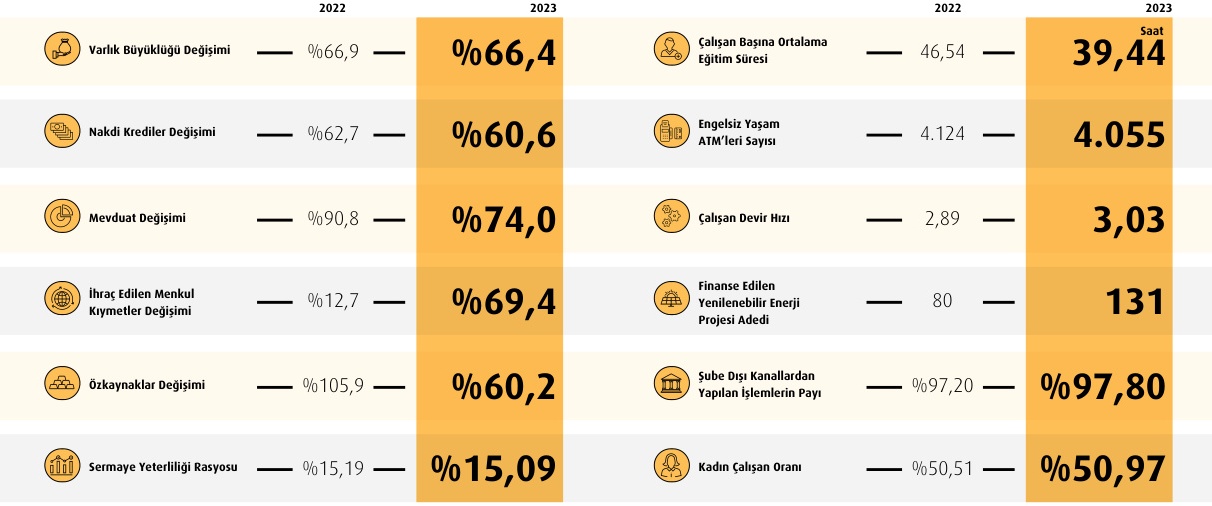 2022 2023
Varlık Büyüklüğü Değişimi %66,9 %66,4
Nakdi Krediler Değişimi %62,7 %60,6
Mevduat Değişimi %90,8 %74,0
İhraç Edilen Menkul
Kıymetler Değişimi %12,7 %69,4
Özkaynaklar Değişimi %105,9 %60,2
Sermaye Yeterliliği Rasyosu %15,19 %15,09
2022 2023
Saat
Çalışan Başına Ortalama
Eğitim Süresi 46,54 39,44
Engelsiz Yaşam
ATM’leri Sayısı 4.124 4.055
Çalışan Devir Hızı 2,89 3,03
Finanse Edilen
Yenilenebilir Enerji 80 131
Projesi Adedi
Şube Dışı Kanallardan
Yapılan İşlemlerin Payı %97,20 %97,80
Kadın Çalışan Oranı %50,51 %50,97